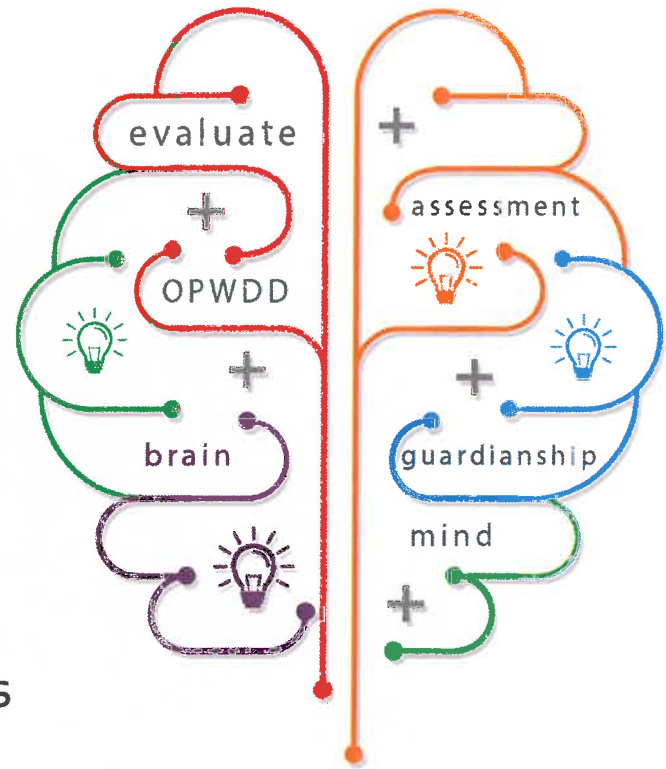 evaluate
assessment
OPWDD
brain
guardianship
mind
s